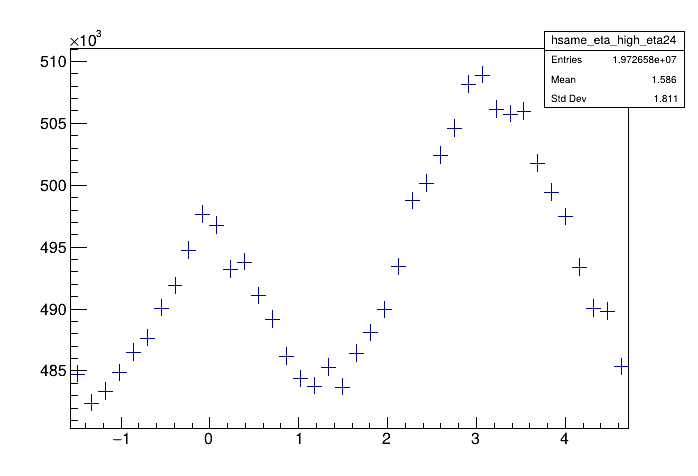 ×10³
hsame_eta_high_eta24
Entries 1.972658e+07
Mean 1.586
Std Dev 1.811
510
505
500
495
490
485
−1 0 1 2 3 4